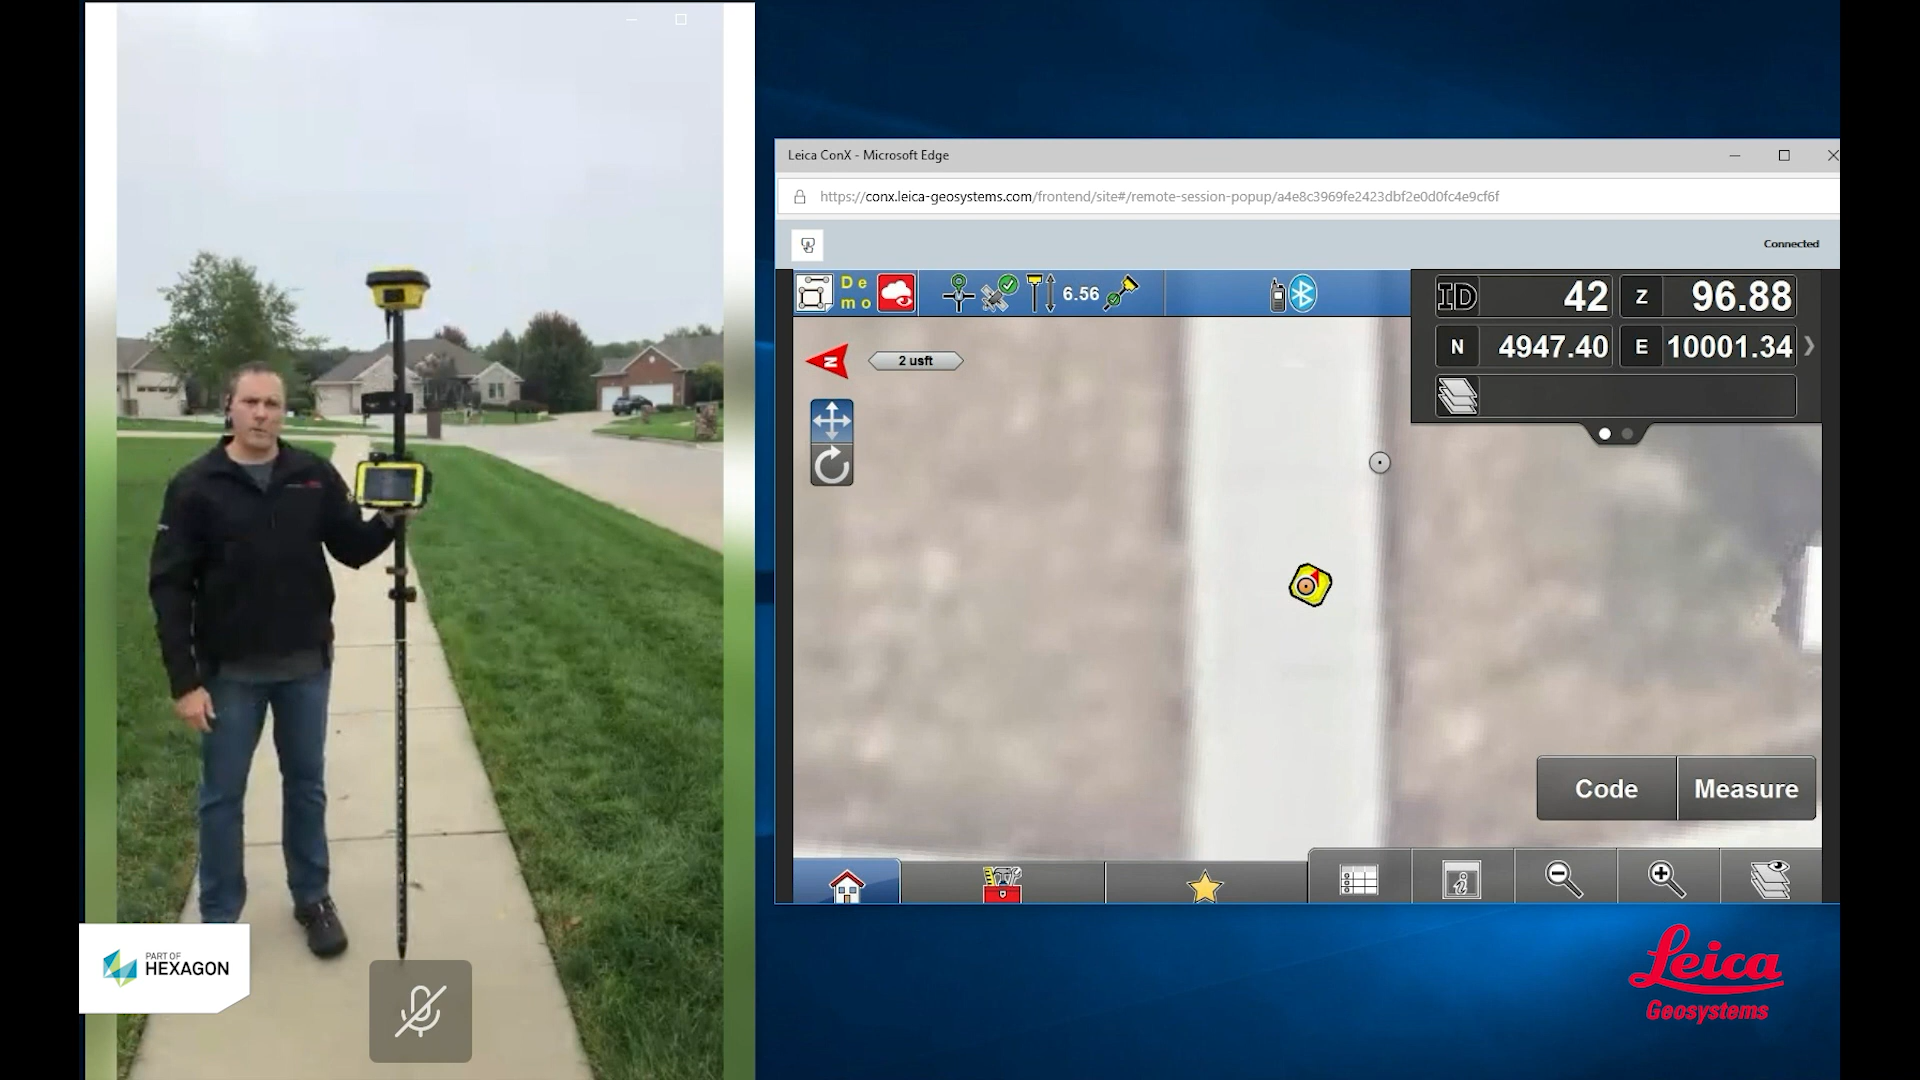 Leica ConX - Microsoft Edge
https://conx.leica-geosystems.com/frontend/site#/remote-session-popup/a4e8c3969fe2423dbf2e0d0fc4e9cf6f
Connected
De
mo
6.56
ID 42 Z 96.88
N 4947.40 E 10001.34
N
2 usft
Code Measure
PART OF
HEXAGON
Leica
Geosystems